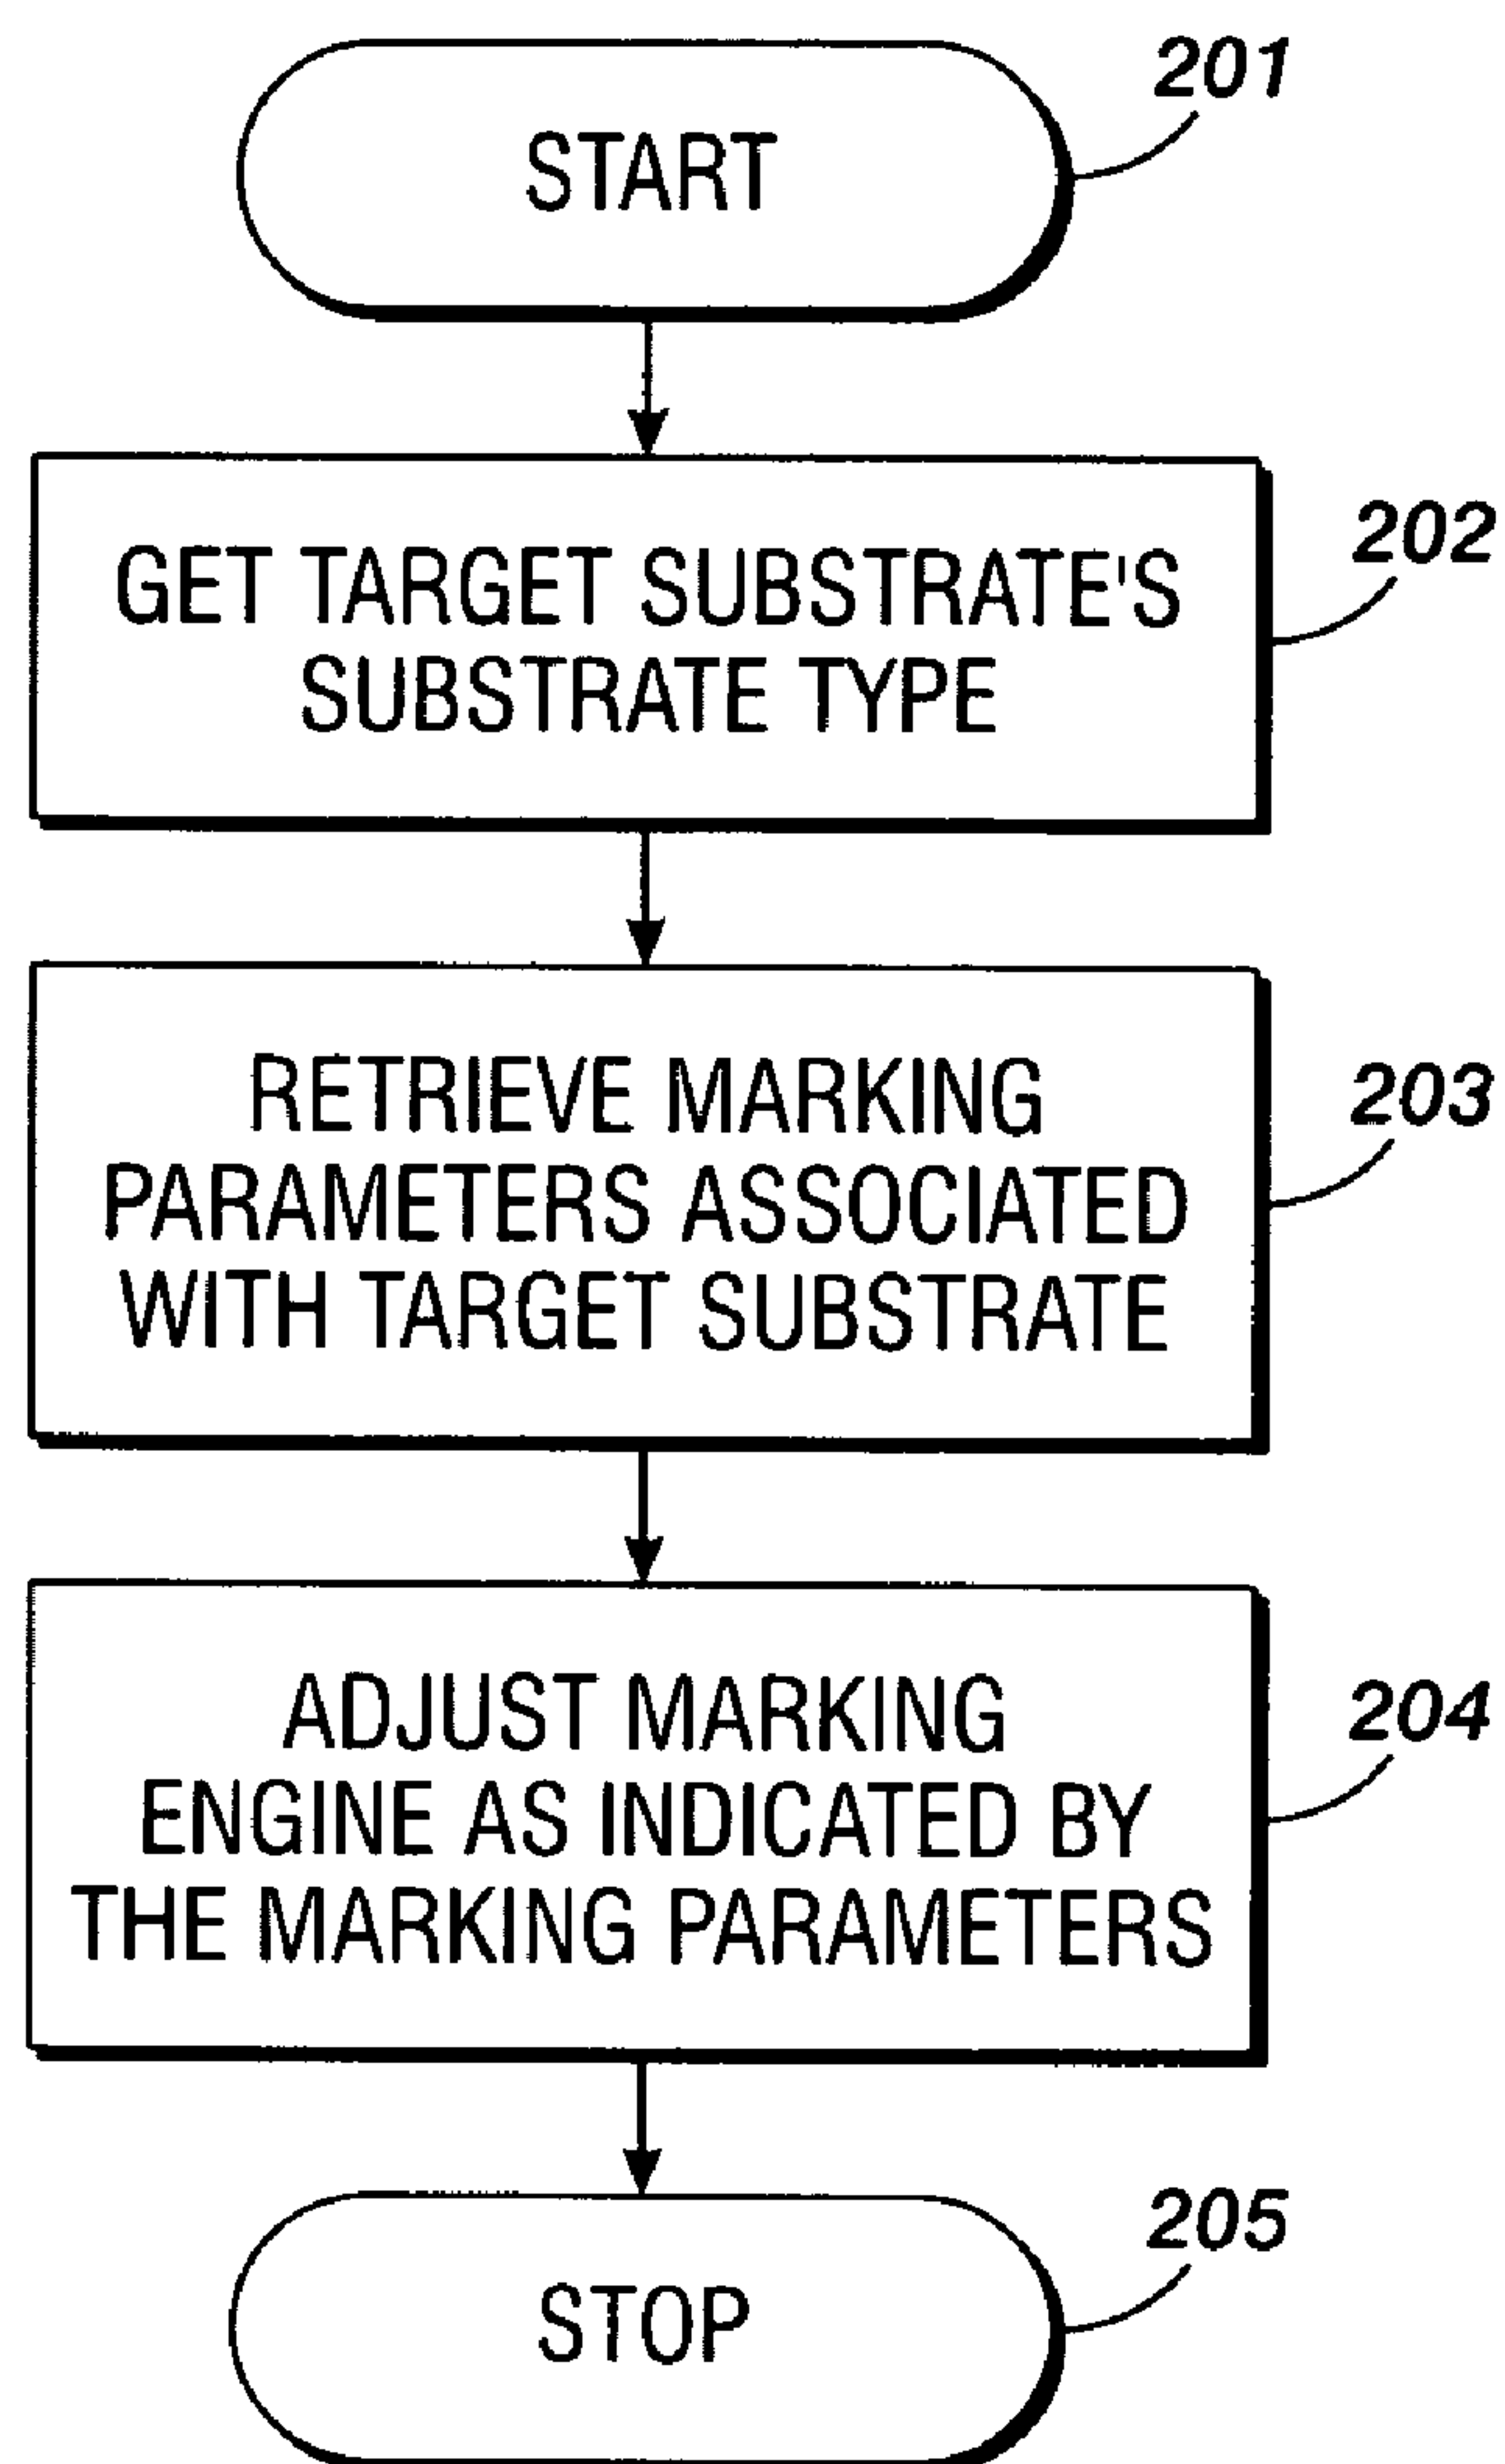 START
201
GET TARGET SUBSTRATE'S
SUBSTRATE TYPE
202
RETRIEVE MARKING
PARAMETERS ASSOCIATED
WITH TARGET SUBSTRATE
203
ADJUST MARKING
ENGINE AS INDICATED BY
THE MARKING PARAMETERS
204
STOP
205